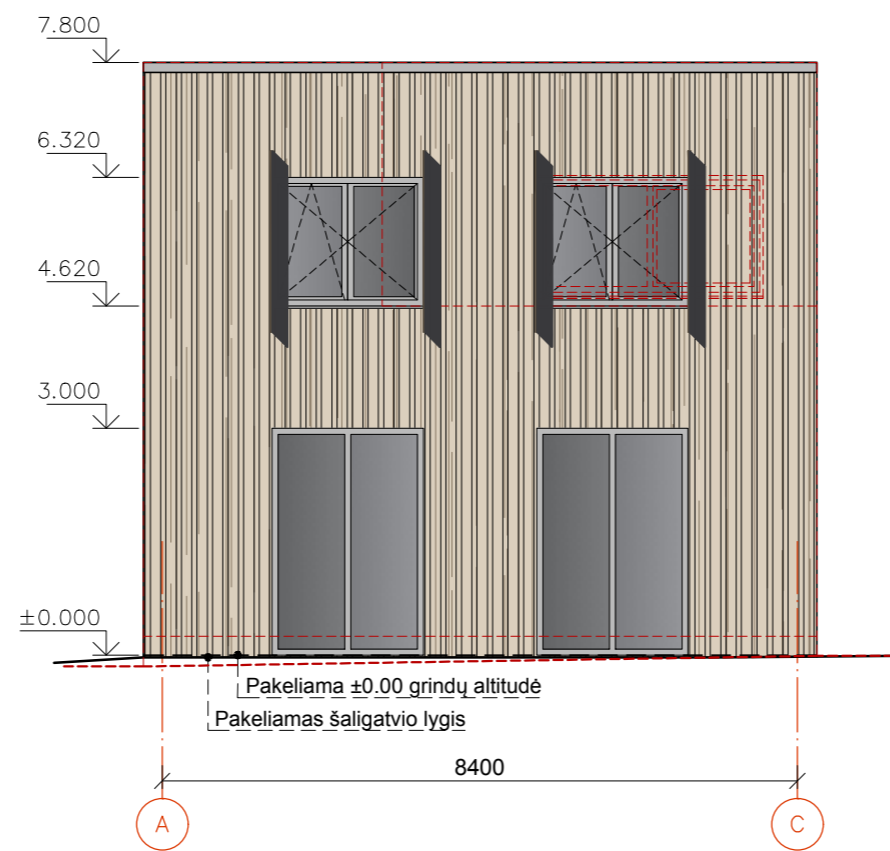 7.800
6.320
4.620
3.000
±0.000
Pakeliama ±0.00 grindų altitudė
Pakeliamas šaligatvio lygis
8400
A
C